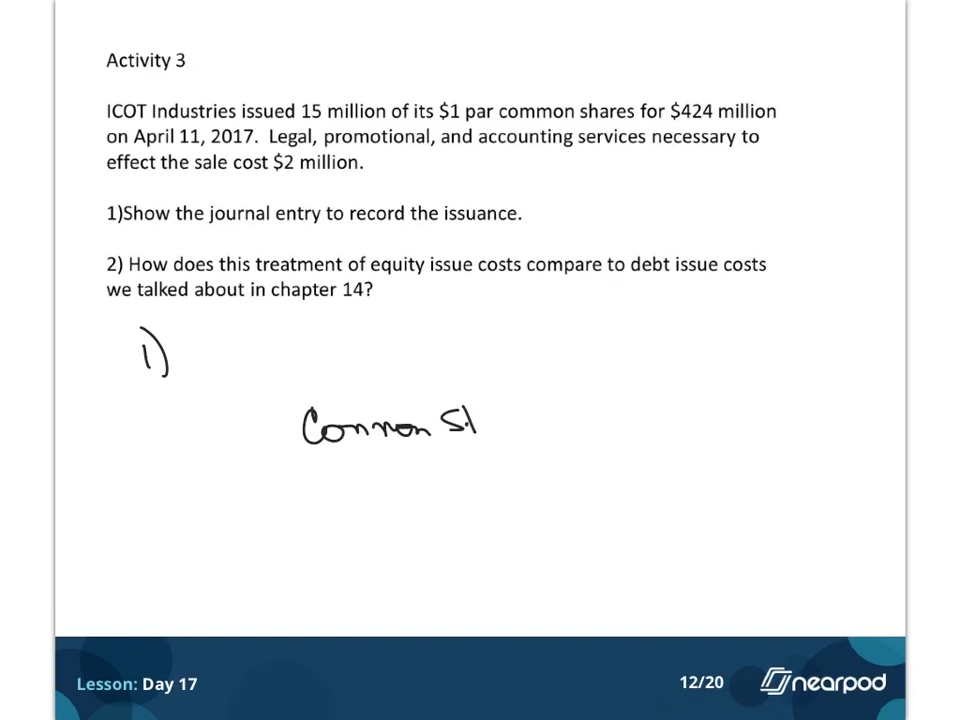 Activity 3
ICOT Industries issued 15 million of its $1 par common shares for $424 million
on April 11, 2017.  Legal, promotional, and accounting services necessary to
effect the sale cost $2 million.
1)Show the journal entry to record the issuance.
2) How does this treatment of equity issue costs compare to debt issue costs
we talked about in chapter 14?
1)
Common
Lesson: Day 17
12/20
nearpod